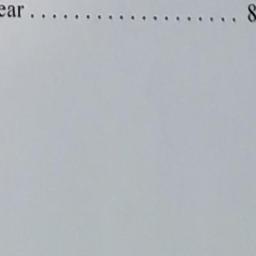 ear . . . . . . . . . . . . . . . . . . . 8